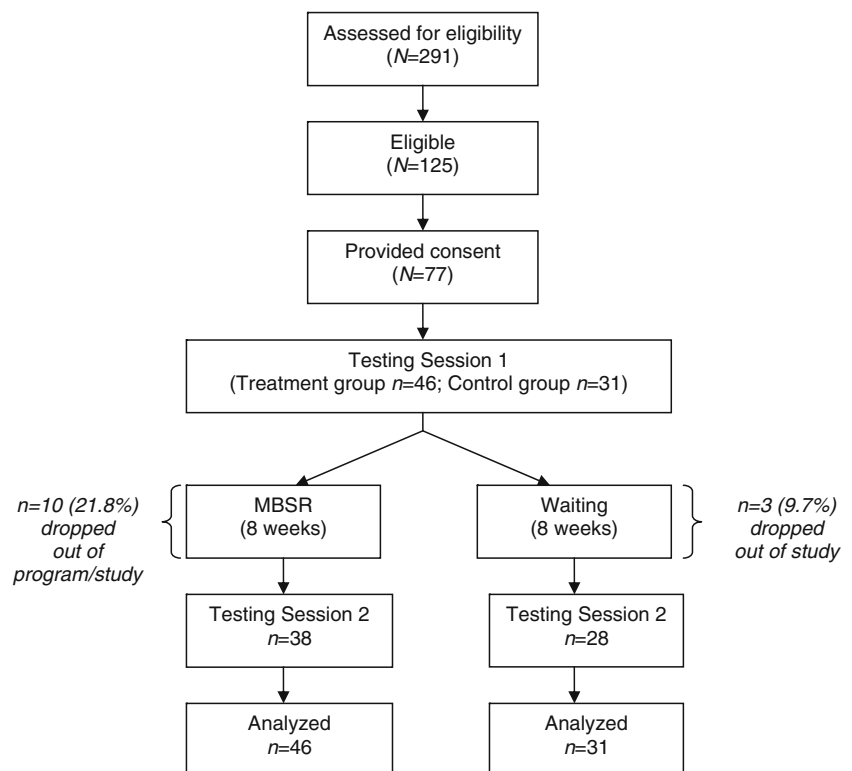 Assessed for eligibility
(N=291)
Eligible
(N=125)
Provided consent
(N=77)
Testing Session 1
(Treatment group n=46; Control group n=31)
n=10 (21.8%)
dropped
out of
program/study
MBSR
(8 weeks)
Waiting
(8 weeks)
n=3 (9.7%)
dropped
out of study
Testing Session 2
n=38
Testing Session 2
n=28
Analyzed
n=46
Analyzed
n=31